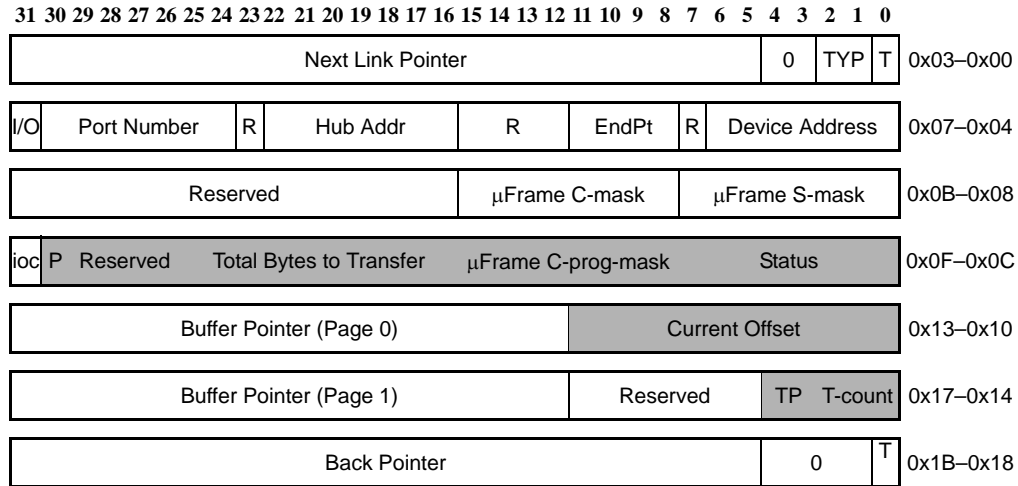 31 30 29 28 27 26 25 24 23 22 21 20 19 18 17 16 15 14 13 12 11 10 9 8 7 6 5 4 3 2 1 0
Next Link Pointer 0 TYP T 0x03–0x00
I/O Port Number R Hub Addr R EndPt R Device Address 0x07–0x04
Reserved μFrame C-mask μFrame S-mask 0x0B–0x08
ioc P Reserved Total Bytes to Transfer μFrame C-prog-mask Status 0x0F–0x0C
Buffer Pointer (Page 0) Current Offset 0x13–0x10
Buffer Pointer (Page 1) Reserved TP T-count 0x17–0x14
Back Pointer 0 T 0x1B–0x18